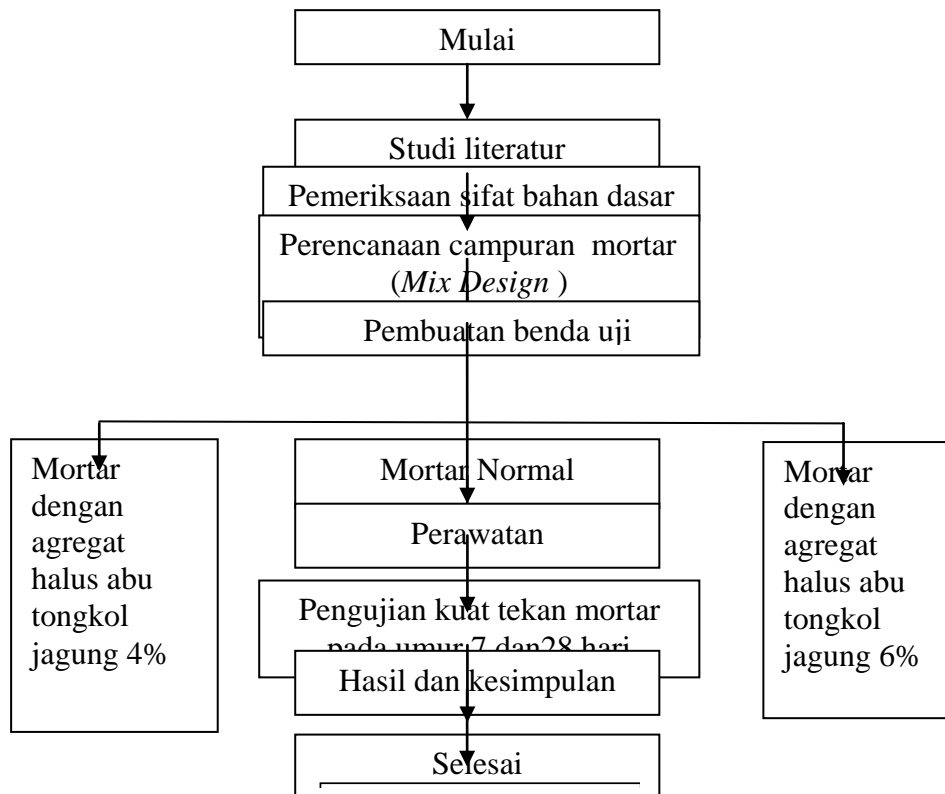 Mulai
Studi literatur
Pemeriksaan sifat bahan dasar
Perencanaan campuran mortar
(Mix Design )
Pembuatan benda uji
Mortar
dengan
agregat
halus abu
tongkol
jagung 4%
Mortar Normal
Perawatan
Pengujian kuat tekan mortar
pada umur 7 dan28 hari
Hasil dan kesimpulan
Selesai
Mortar
dengan
agregat
halus abu
tongkol
jagung 6%